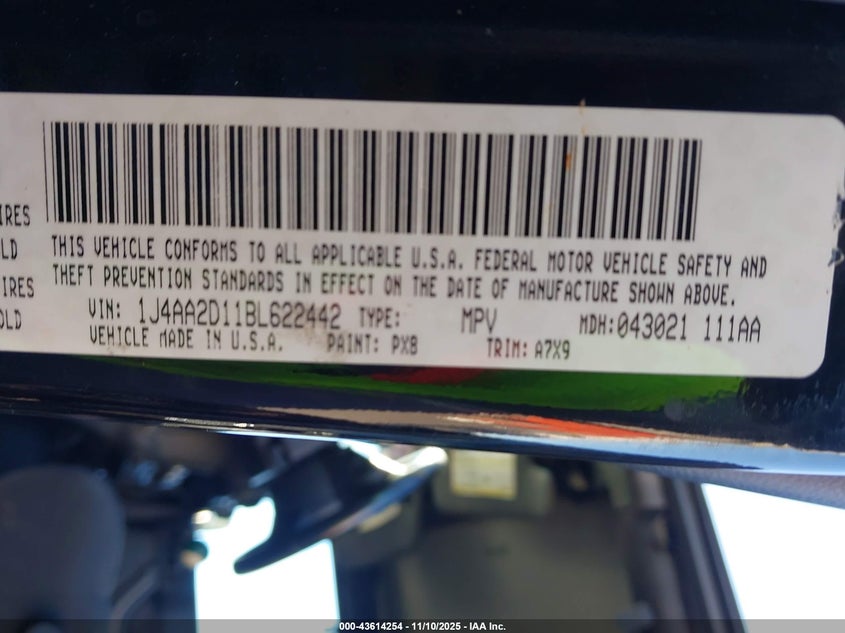 IRES
OLD
IRES
OLD
THIS VEHICLE CONFORMS TO ALL APPLICABLE U.S.A. FEDERAL MOTOR VEHICLE SAFETY AND
THEFT PREVENTION STANDARDS IN EFFECT ON THE DATE OF MANUFACTURE SHOWN ABOVE.
VIN: 1J4AA2D11BL622442 TYPE: MPV MDH:043021 111AA
VEHICLE MADE IN U.S.A. PAINT: PX8 TRIM: A7X9
000-43614254 - 11/10/2025 - IAA Inc.